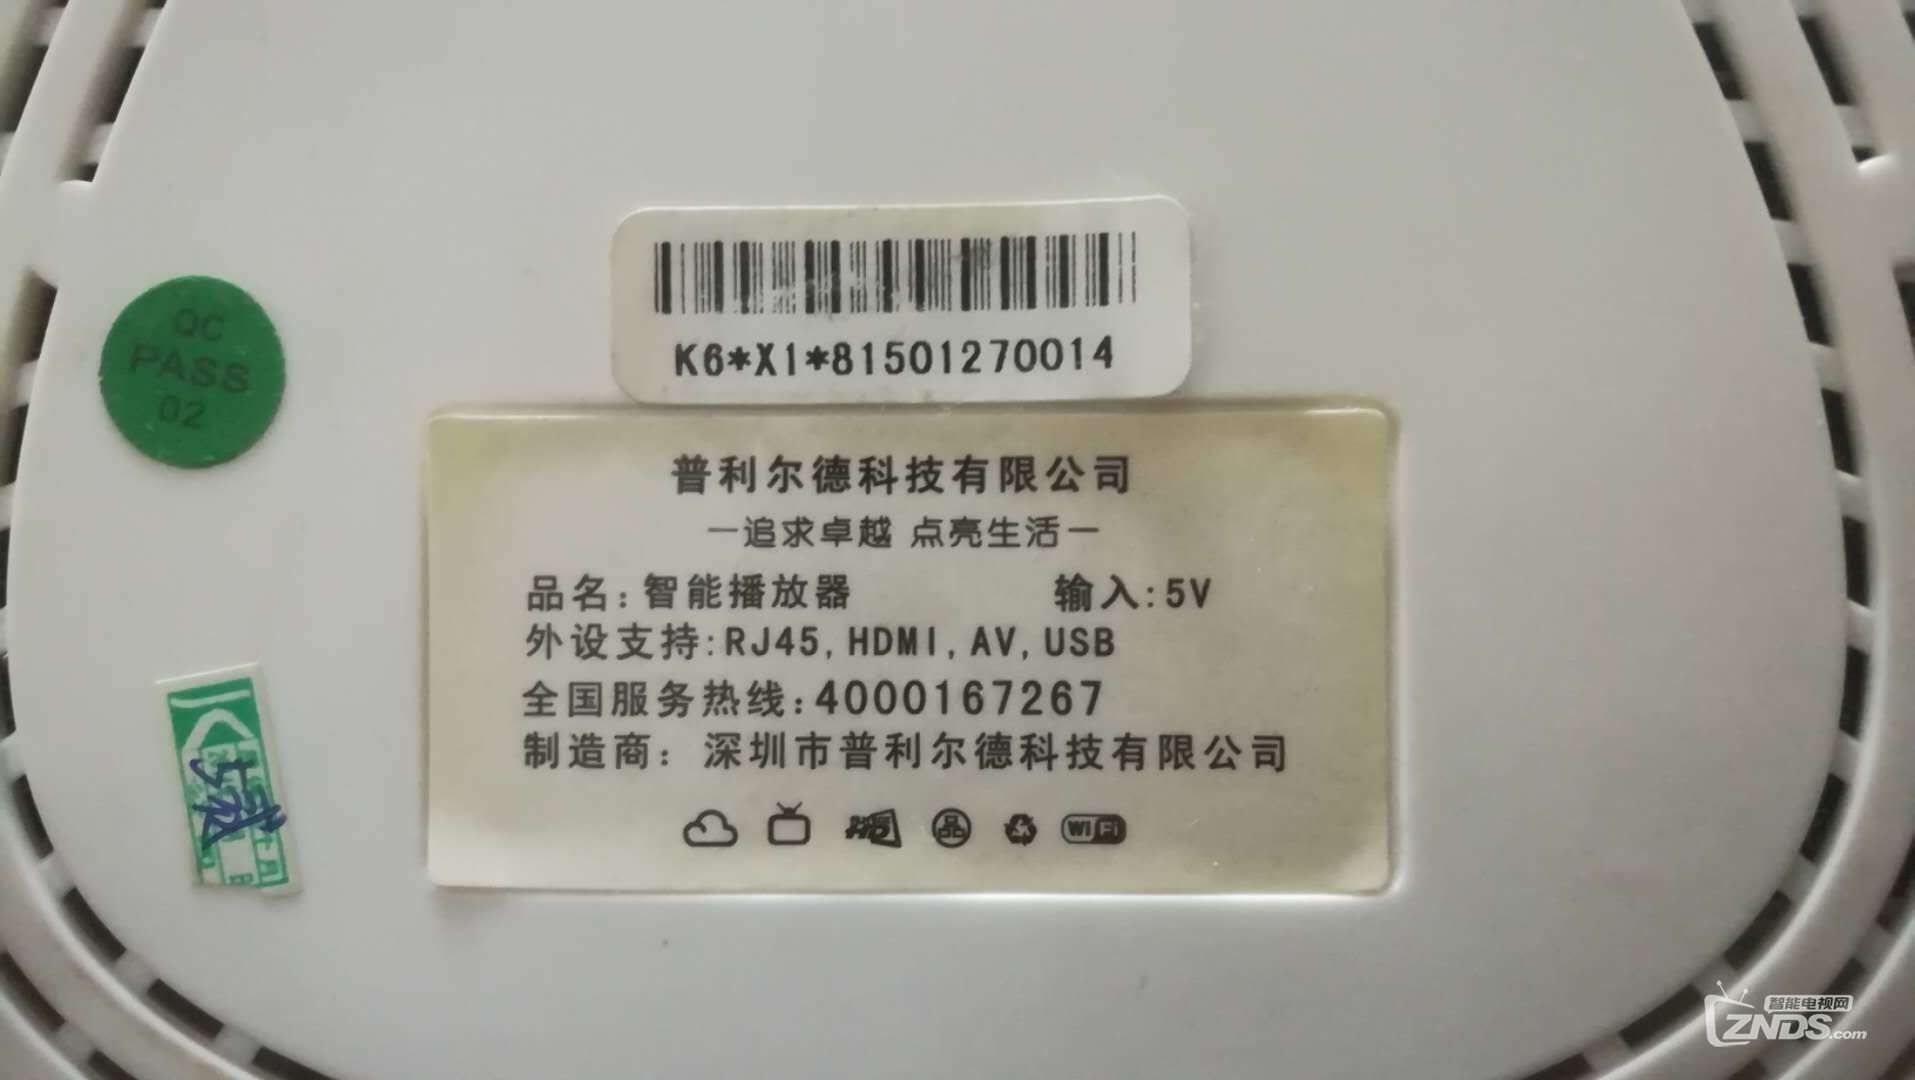 K6*X1*81501270014
QC
PASS
02
普利尔德科技有限公司
—追求卓越 点亮生活—
品名：智能播放器 输入:5V
外设支持:RJ45,HDMI,AV,USB
全国服务热线:4000167267
制造商：深圳市普利尔德科技有限公司
HD
WiFi
智能电视网
ZNDS.com